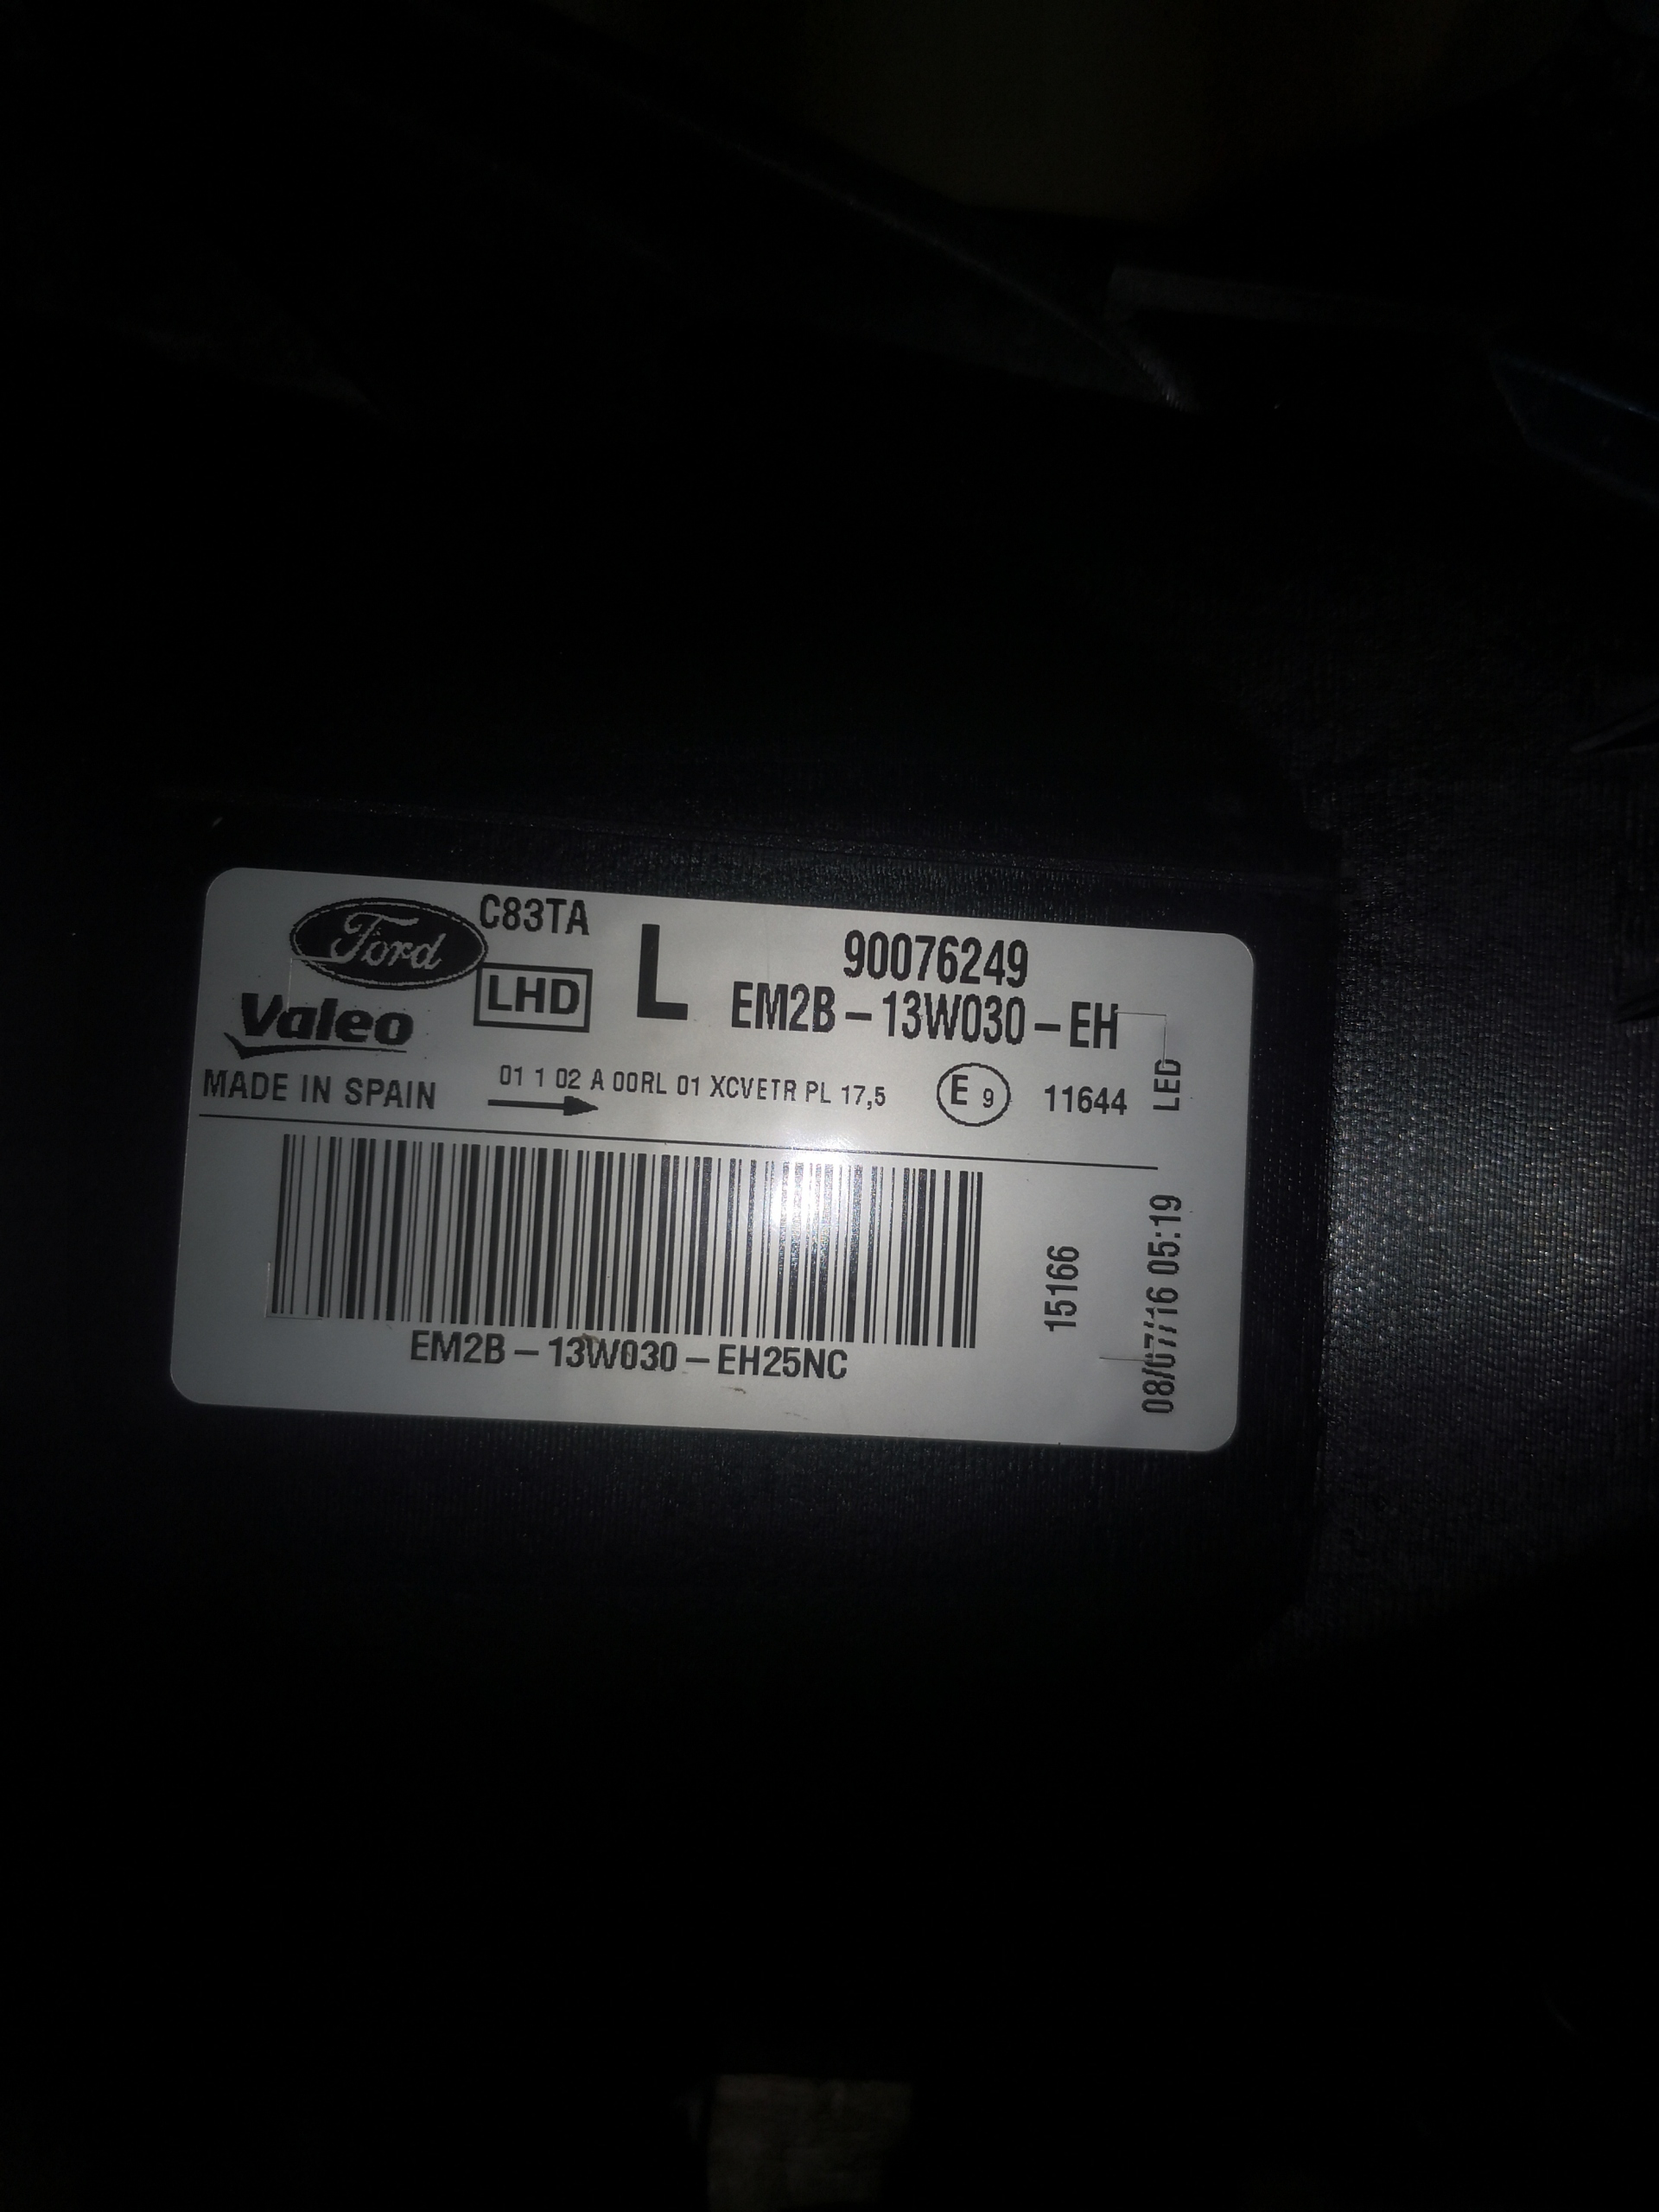 Ford
C83TA
Valeo
LHD
L
90076249
EM2B-13W030-EH
MADE IN SPAIN
01 1 02 A 00RL 01 XCVETR PL 17,5
E 9
11644
LED
EM2B-13W030-EH25NC
15166
08/07/16 05:19